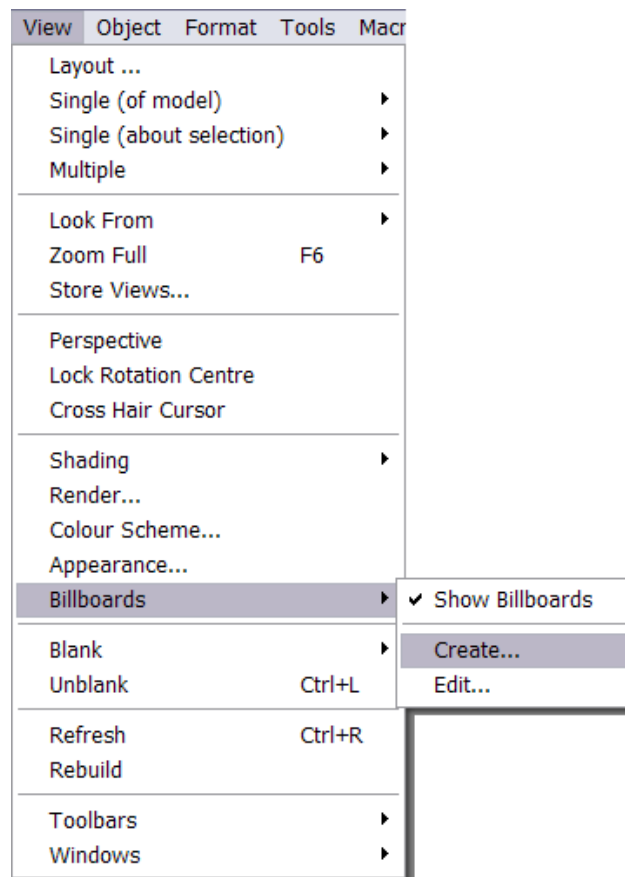 View Object Format Tools Macr
Layout ...
Single (of model)
Single (about selection)
Multiple
Look From
Zoom Full F6
Store Views...
Perspective
Lock Rotation Centre
Cross Hair Cursor
Shading
Render...
Colour Scheme...
Appearance...
Billboards
Show Billboards
Create...
Edit...
Blank
Unblank Ctrl+L
Refresh Ctrl+R
Rebuild
Toolbars
Windows